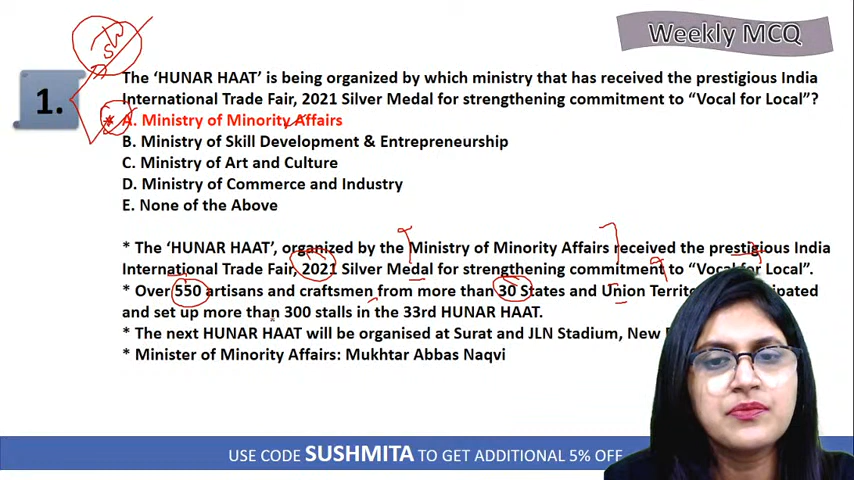 Weekly MCQ
1.
The ‘HUNAR HAAT’ is being organized by which ministry that has received the prestigious India
International Trade Fair, 2021 Silver Medal for strengthening commitment to “Vocal for Local”?
* A. Ministry of Minority Affairs
B. Ministry of Skill Development & Entrepreneurship
C. Ministry of Art and Culture
D. Ministry of Commerce and Industry
E. None of the Above
* The ‘HUNAR HAAT’, organized by the Ministry of Minority Affairs received the prestigious India
International Trade Fair, 2021 Silver Medal for strengthening commitment to “Vocal for Local”.
* Over 550 artisans and craftsmen from more than 30 States and Union
and set up more than 300 stalls in the 33rd HUNAR HAAT.
* The next HUNAR HAAT will be organised at Surat and JLN Stadium, New
* Minister of Minority Affairs: Mukhtar Abbas Naqvi
USE CODE SUSHMITA TO GET ADDITIONAL 5% OFF